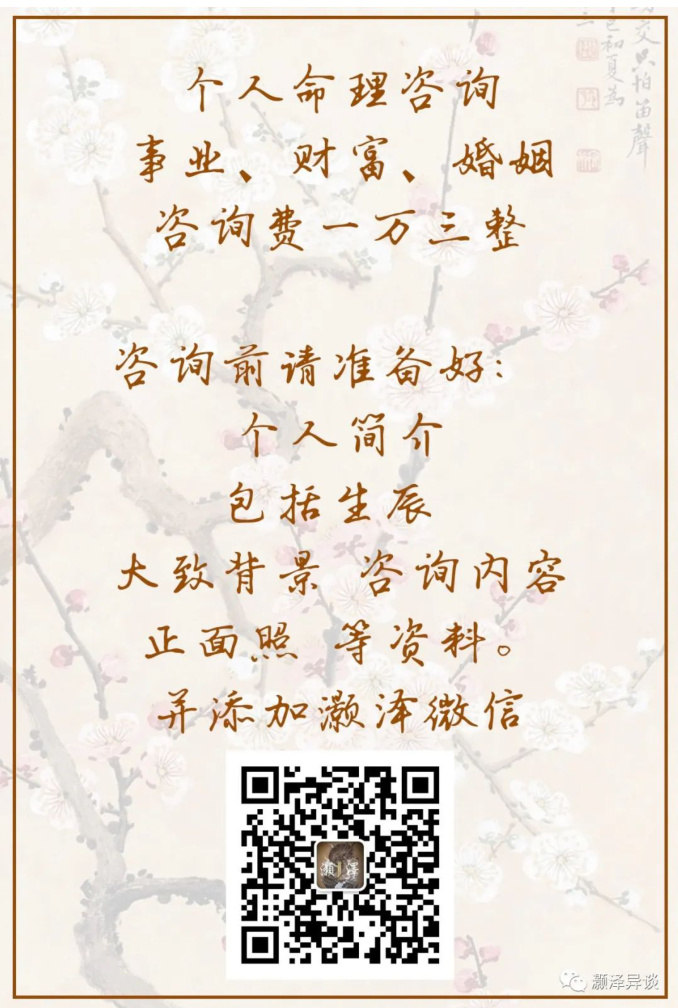 个人命理咨询
事业、财富、婚姻
咨询费一万三整
咨询前请准备好:
个人简介
包括生辰
大致背景 咨询内容
正面照 等资料。
并添加灏泽微信
灏泽异谈